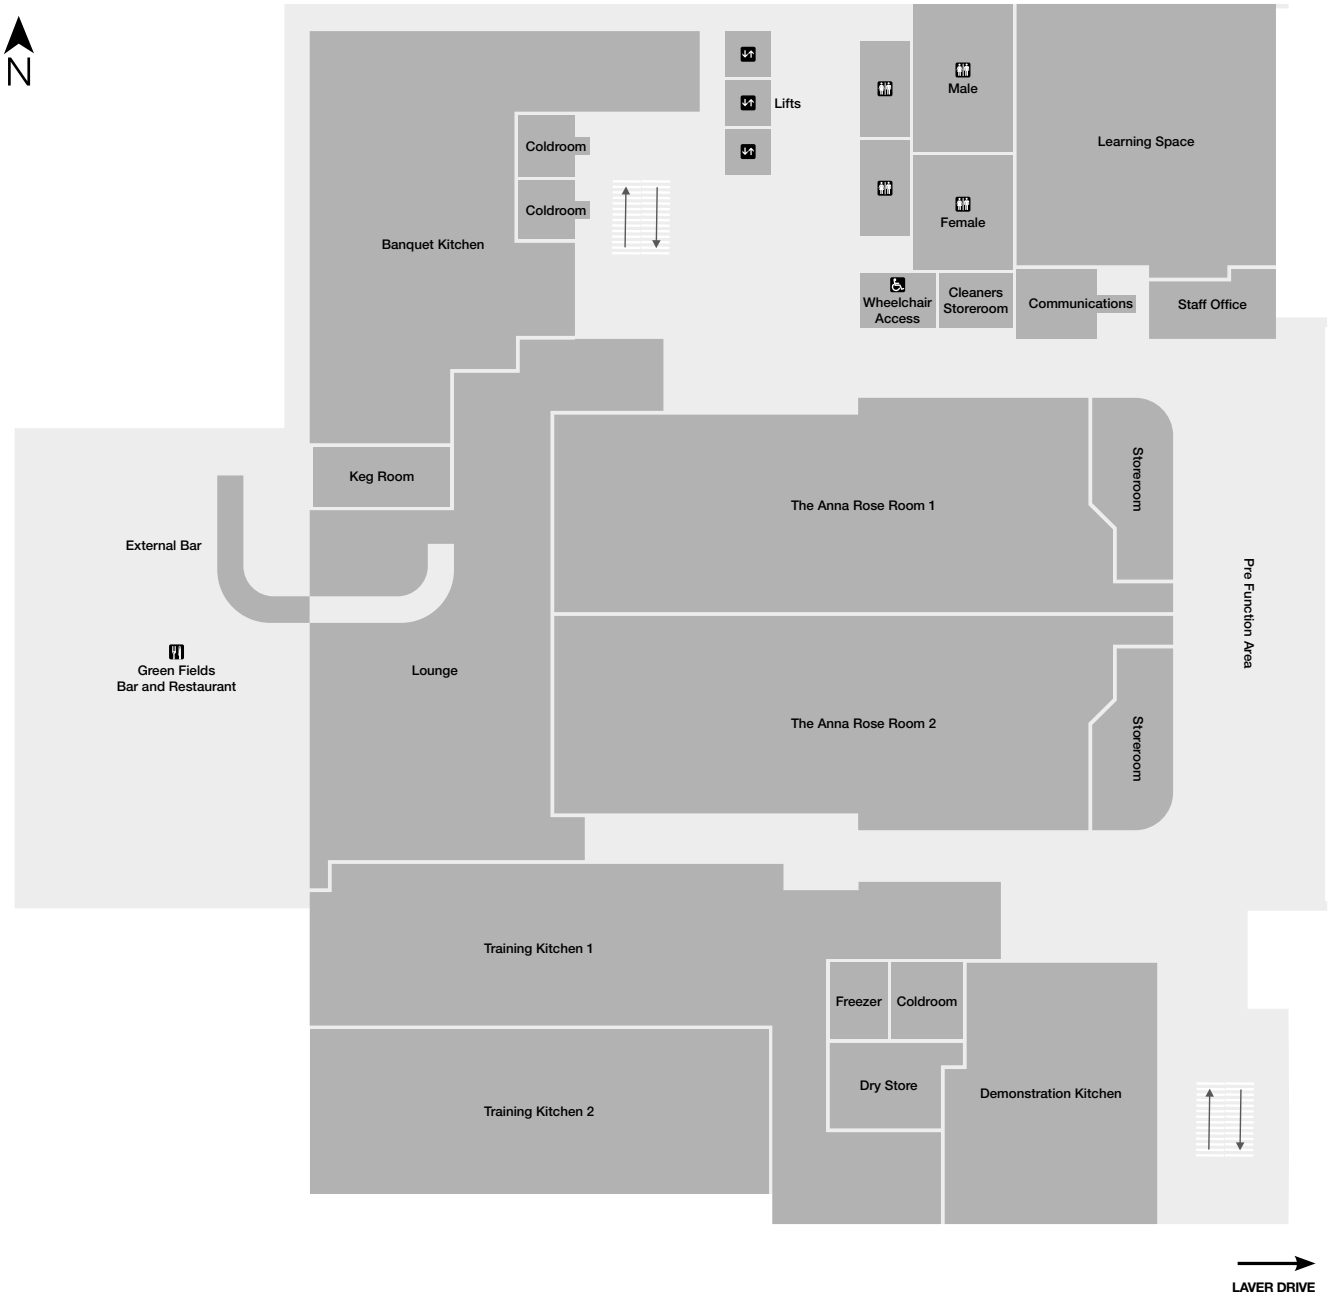 N
Lifts
Male
Learning Space
Coldroom
Coldroom
Female
Banquet Kitchen
Wheelchair
Access
Cleaners
Storeroom
Communications
Staff Office
Keg Room
Storeroom
The Anna Rose Room 1
External Bar
Pre Function Area
Green Fields
Bar and Restaurant
Lounge
The Anna Rose Room 2
Storeroom
Training Kitchen 1
Freezer
Coldroom
Dry Store
Demonstration Kitchen
Training Kitchen 2
LAVER DRIVE